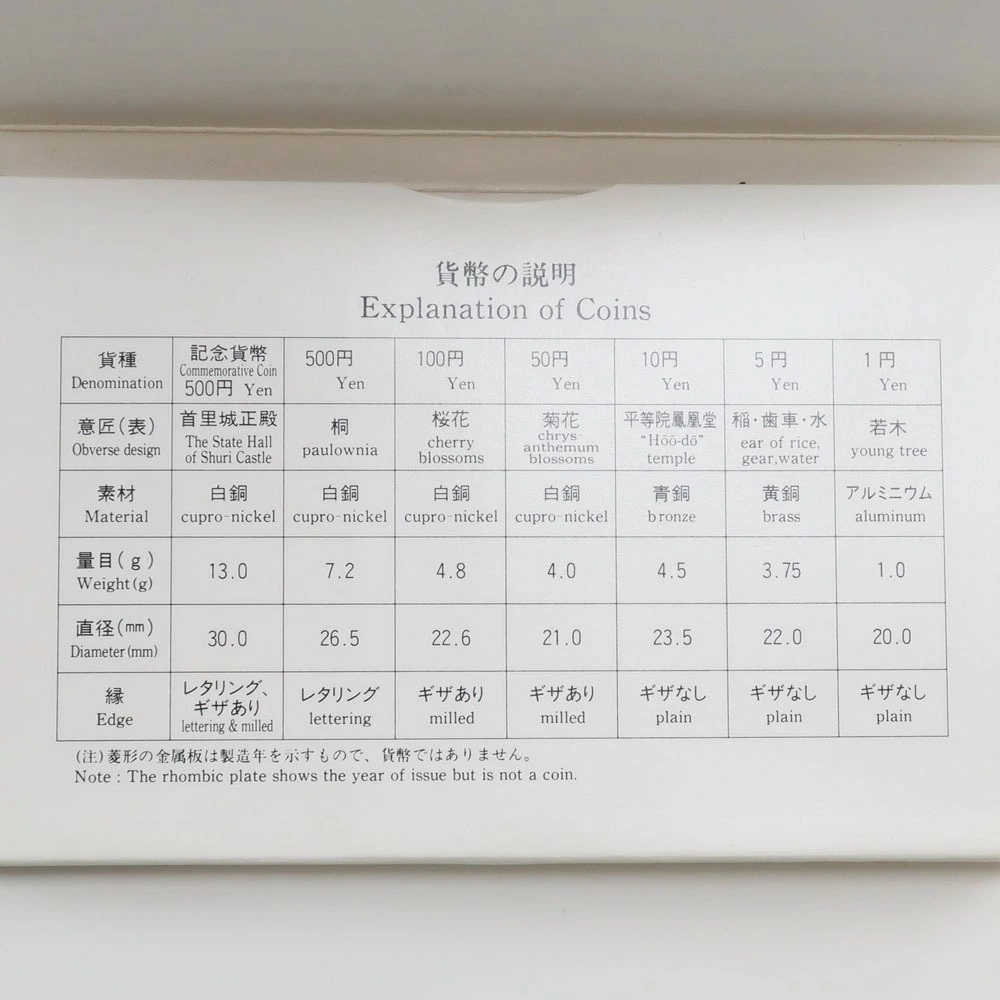 貨幣の説明
Explanation of Coins
貨種 記念貨幣 500円 100円 50円 10円 5円 1円
Denomination Commemorative Coin Yen Yen Yen Yen Yen Yen
500円 Yen
意匠(表) 首里城正殿 桐 桜花 菊花 平等院鳳凰堂 稲・歯車・水 若木
Obverse design The State Hall paulownia cherry chrys- “Hōō-dō” ear of rice, young tree
of Shuri Castle blossoms anthemum temple gear,water
blossoms
素材 白銅 白銅 白銅 白銅 青銅 黄銅 アルミニウム
Material cupro-nickel cupro-nickel cupro-nickel cupro-nickel bronze brass aluminum
量目(g) 13.0 7.2 4.8 4.0 4.5 3.75 1.0
Weight(g)
直径(mm) 30.0 26.5 22.6 21.0 23.5 22.0 20.0
Diameter(mm)
縁 レタリング、 レタリング ギザあり ギザあり ギザなし ギザなし ギザなし
ギザあり
Edge lettering & milled lettering milled milled plain plain plain
(注)菱形の金属板は製造年を示すもので、貨幣ではありません。
Note : The rhombic plate shows the year of issue but is not a coin.